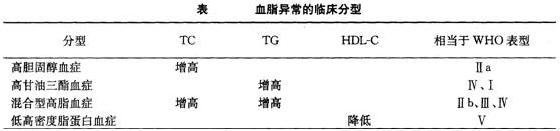 表 血脂异常的临床分型
分型 TC TG HDL-C 相当于WHO表型
高胆固醇血症 增高 Ⅱa
高甘油三酯血症 增高 Ⅳ、Ⅰ
混合型高脂血症 增高 增高 Ⅱb、Ⅲ、Ⅳ
低高密度脂蛋白血症 降低 Ⅴ